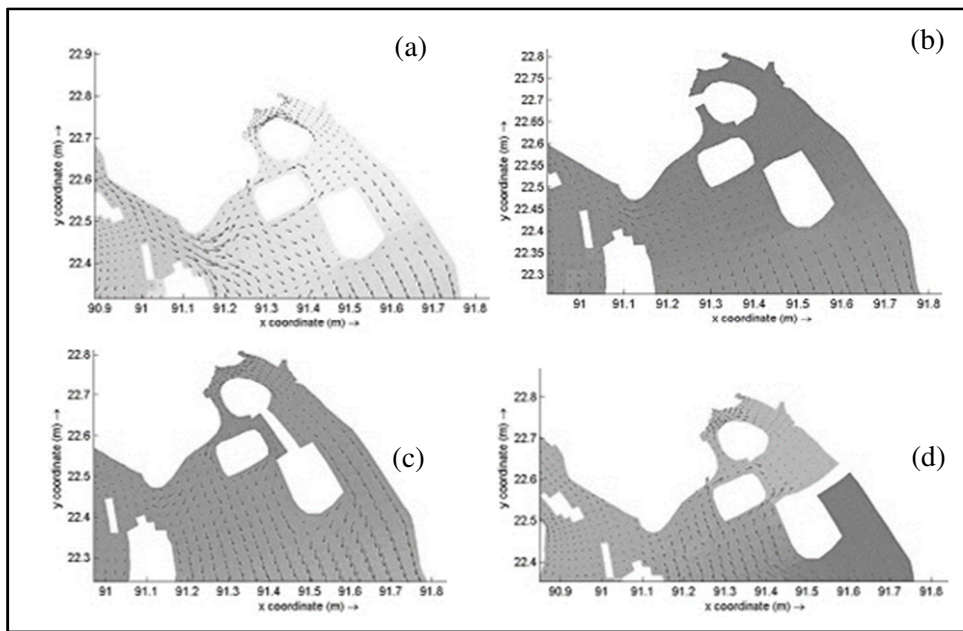 (a)
22.9
22.8
22.7
22.6
22.5
22.4
y coordinate (m) →
90.9 91 91.1 91.2 91.3 91.4 91.5 91.6 91.7 91.8
x coordinate (m) →
(b)
22.8
22.75
22.7
22.65
22.6
22.55
22.5
22.45
22.4
22.35
22.3
y coordinate (m) →
91 91.1 91.2 91.3 91.4 91.5 91.6 91.7 91.8
x coordinate (m) →
(c)
22.8
22.7
22.6
22.5
22.4
22.3
y coordinate (m) →
91 91.1 91.2 91.3 91.4 91.5 91.6 91.7 91.8
x coordinate (m) →
(d)
22.8
22.7
22.6
22.5
22.4
y coordinate (m) →
90.9 91 91.1 91.2 91.3 91.4 91.5 91.6 91.7 91.8
x coordinate (m) →